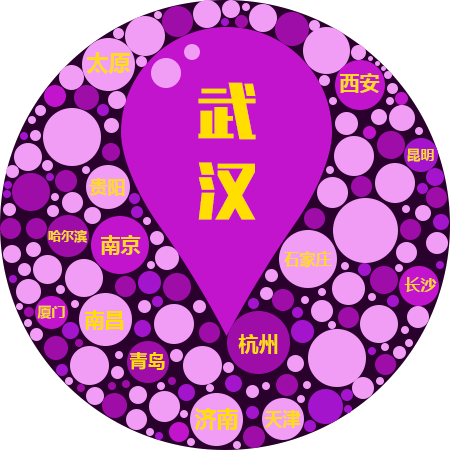 太原
武
汉
西安
昆明
贵阳
哈尔滨
南京
石家庄
长沙
厦门
南昌
杭州
青岛
济南
天津